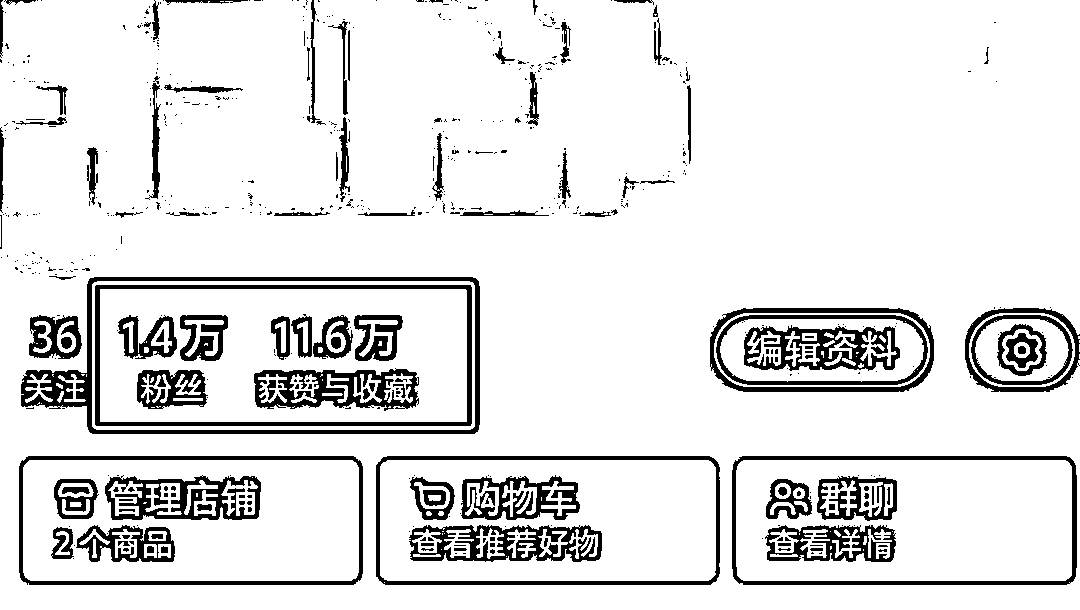 36 1.4万 11.6万
关注 粉丝 获赞与收藏
编辑资料
管理店铺
2个商品
购物车
查看推荐好物
群聊
查看详情